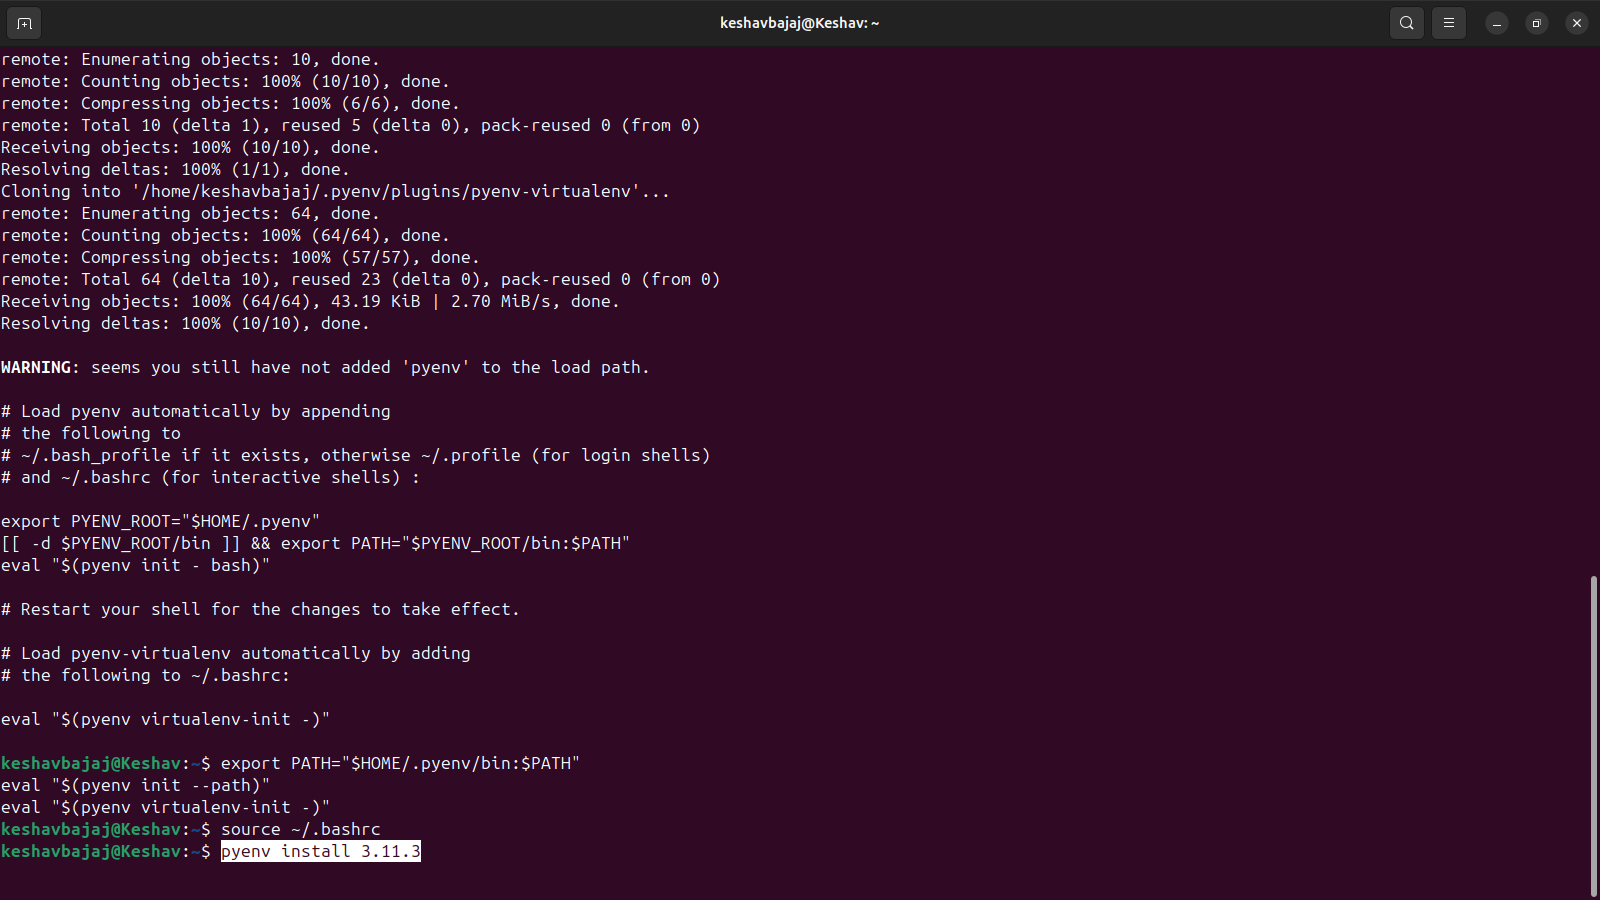 keshavbajaj@Keshav: ~
remote: Enumerating objects: 10, done.
remote: Counting objects: 100% (10/10), done.
remote: Compressing objects: 100% (6/6), done.
remote: Total 10 (delta 1), reused 5 (delta 0), pack-reused 0 (from 0)
Receiving objects: 100% (10/10), done.
Resolving deltas: 100% (1/1), done.
Cloning into '/home/keshavbajaj/.pyenv/plugins/pyenv-virtualenv'...
remote: Enumerating objects: 64, done.
remote: Counting objects: 100% (64/64), done.
remote: Compressing objects: 100% (57/57), done.
remote: Total 64 (delta 10), reused 23 (delta 0), pack-reused 0 (from 0)
Receiving objects: 100% (64/64), 43.19 KiB | 2.70 MiB/s, done.
Resolving deltas: 100% (10/10), done.
WARNING: seems you still have not added 'pyenv' to the load path.
# Load pyenv automatically by appending
# the following to
# ~/.bash_profile if it exists, otherwise ~/.profile (for login shells)
# and ~/.bashrc (for interactive shells) :
export PYENV_ROOT="$HOME/.pyenv"
[[ -d $PYENV_ROOT/bin ]] && export PATH="$PYENV_ROOT/bin:$PATH"
eval "$(pyenv init - bash)"
# Restart your shell for the changes to take effect.
# Load pyenv-virtualenv automatically by adding
# the following to ~/.bashrc:
eval "$(pyenv virtualenv-init -)"
keshavbajaj@Keshav:~$ export PATH="$HOME/.pyenv/bin:$PATH"
eval "$(pyenv init --path)"
eval "$(pyenv virtualenv-init -)"
keshavbajaj@Keshav:~$ source ~/.bashrc
keshavbajaj@Keshav:~$ pyenv install 3.11.3